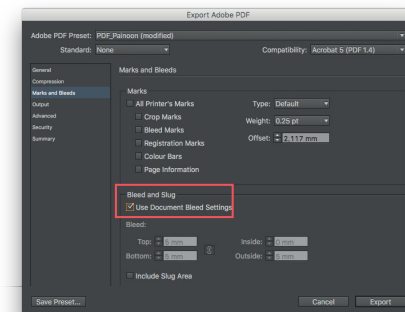 Export Adobe PDF
Adobe PDF Preset: PDF_Painoon (modified)
Standard: None Compatibility: Acrobat 5 (PDF 1.4)
General
Compression
Marks and Bleeds
Output
Advanced
Security
Summary
Marks and Bleeds
Marks
All Printer's Marks Type: Default
Crop Marks Weight: 0.25 pt
Bleed Marks Offset: 2.117 mm
Registration Marks
Colour Bars
Page Information
Bleed and Slug
Use Document Bleed Settings
Bleed:
Top: 5 mm Inside: 0 mm
Bottom: 5 mm Outside: 5 mm
Include Slug Area
Save Preset... Cancel Export